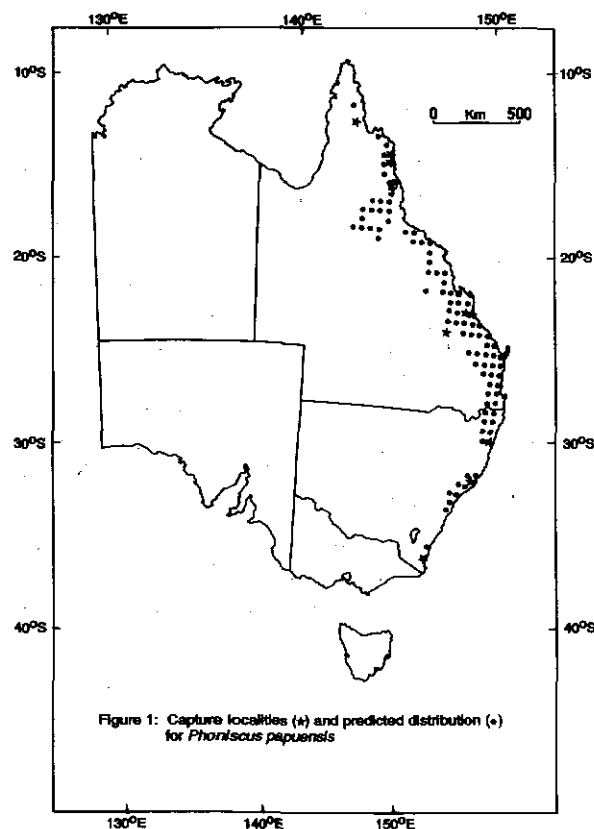 130°E 140°E 150°E
10°S 10°S
0 Km 500
20°S 20°S
30°S 30°S
40°S 40°S
Figure 1: Capture localities (★) and predicted distribution (•)
for Phoniscus papuensis
130°E 140°E 150°E